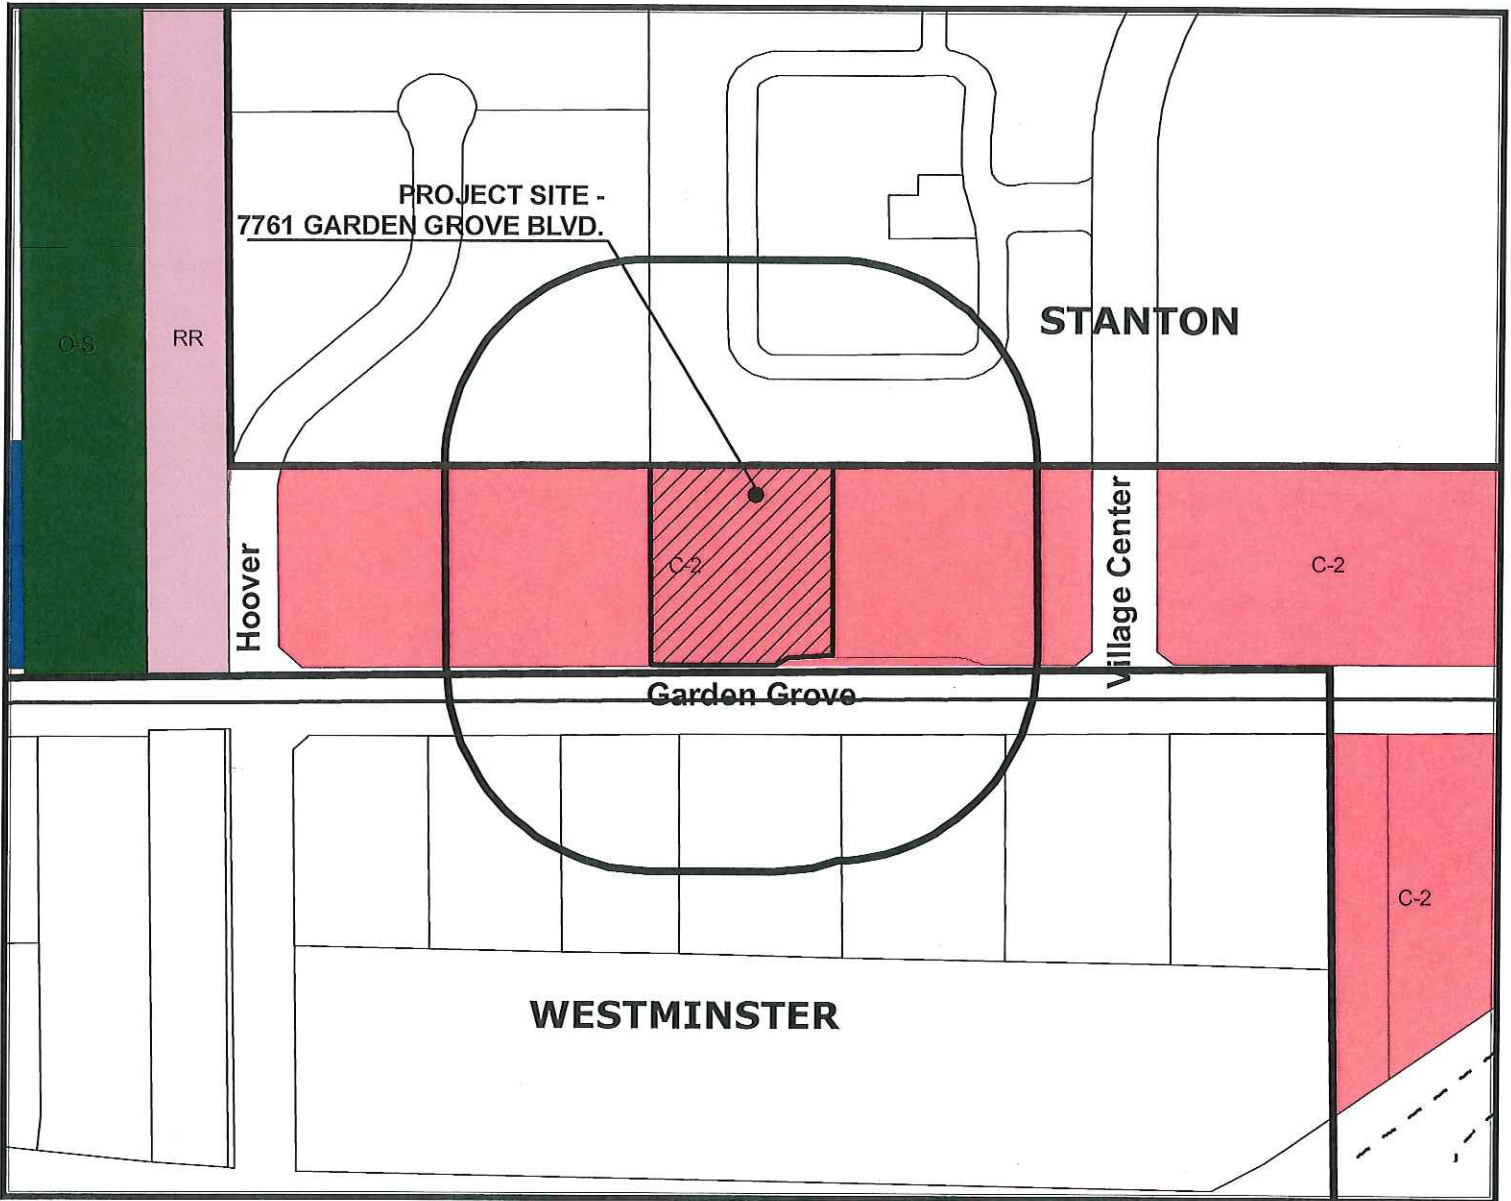 PROJECT SITE -
7761 GARDEN GROVE BLVD.
STANTON
O-S
RR
Hoover
C-2
Village Center
C-2
Garden Grove
C-2
WESTMINSTER